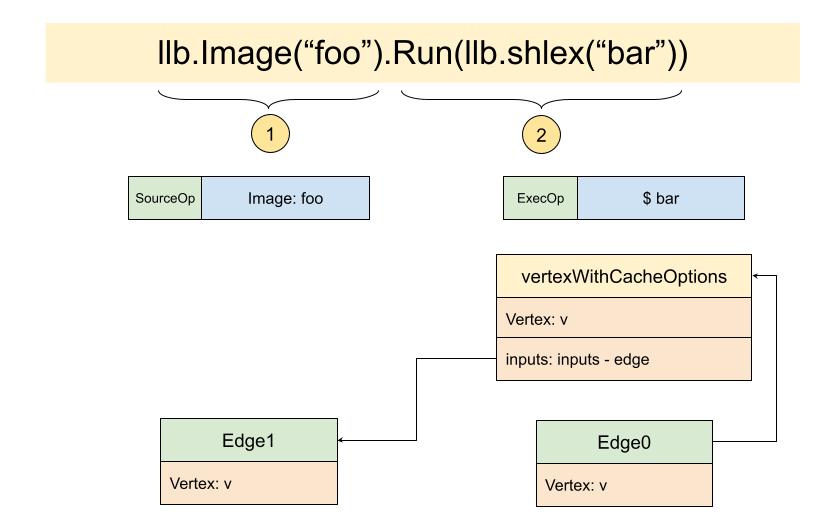 llb.Image(“foo”).Run(llb.shlex(“bar”))
1
2
SourceOp
Image: foo
ExecOp
$ bar
vertexWithCacheOptions
Vertex: v
inputs: inputs - edge
Edge1
Vertex: v
Edge0
Vertex: v